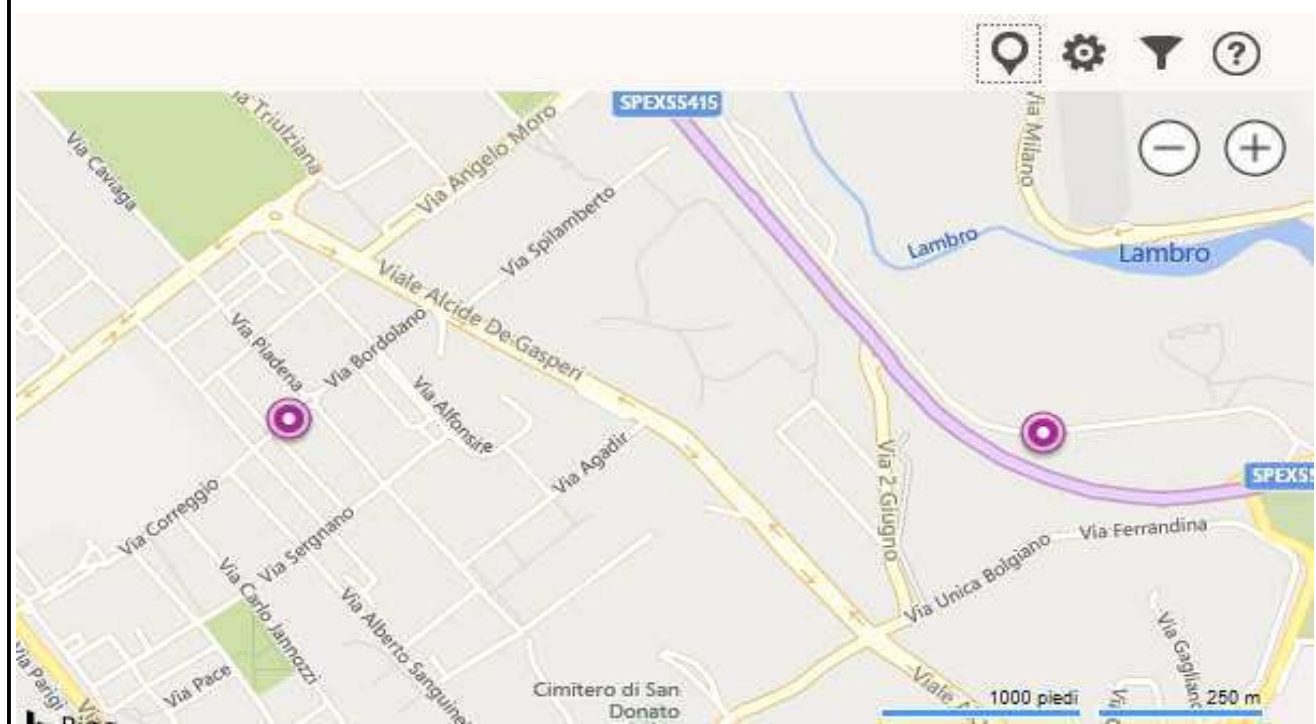 ?
SPEXSS415
Via Triulziana
Via Caviaga
Via Angelo Moro
Via Milano
Via Spilamberto
Lambro
Lambro
Viale Alcide De Gasperi
Via Piadena
Via Bordolano
Via Alfonsine
Via Agadir
Via 2 Giugno
SPEXSS
Via Correggio
Via Sergnano
Via Ferrandina
Via Unica Bolgiano
Via Carlo Jannozzi
Via Alberto Sanguine
Via Gagliano
Via Parigi
Via Pace
Cimitero di San
Donato
Viale
1000 piedi
250 m
Bing